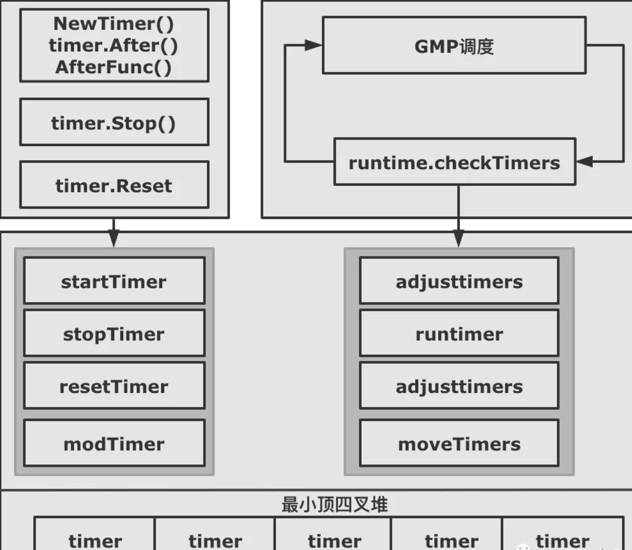 NewTimer()
timer.After()
AfterFunc()
timer.Stop()
timer.Reset
GMP调度
runtime.checkTimers
startTimer
stopTimer
resetTimer
modTimer
adjusttimers
runtimer
adjusttimers
moveTimers
最小顶四叉堆
timer
timer
timer
timer
timer